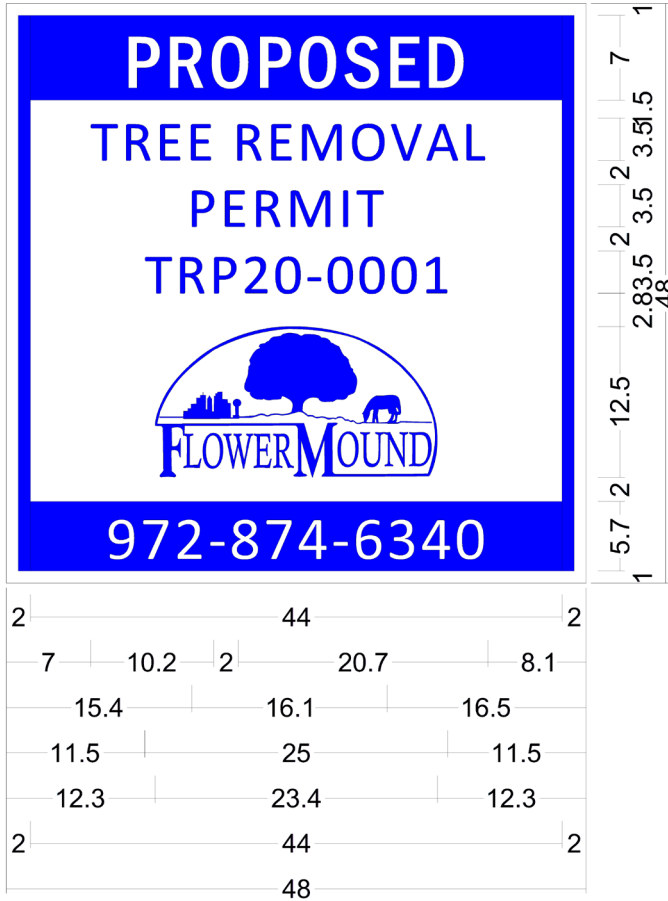 PROPOSED
TREE REMOVAL
PERMIT
TRP20-0001
FLOWER MOUND
972-874-6340
1
7
1.5
3.5
2
3.5
2
3.5
2.8
48
12.5
2
5.7
1
2 44 2
7 10.2 2 20.7 8.1
15.4 16.1 16.5
11.5 25 11.5
12.3 23.4 12.3
2 44 2
48